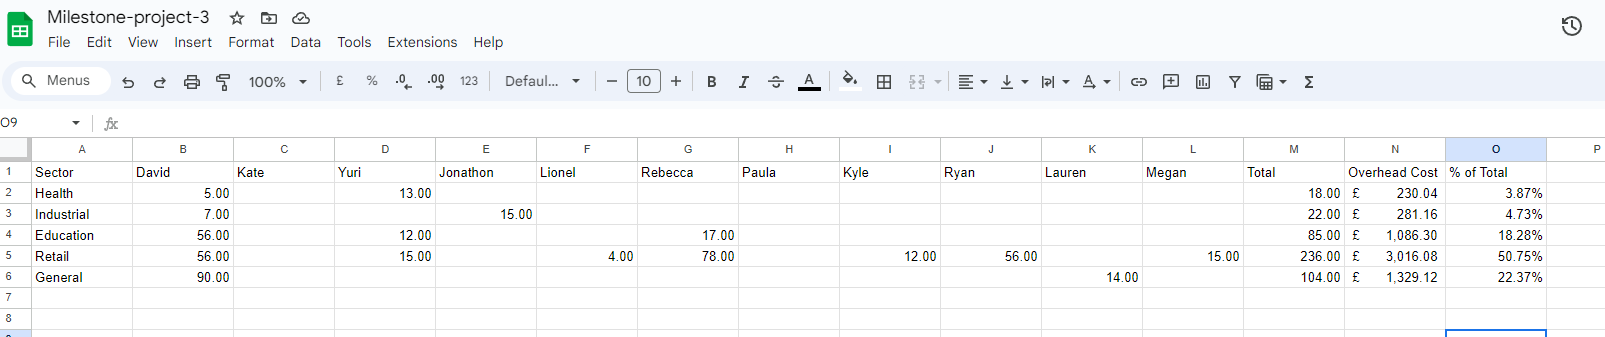 Milestone-project-3
File Edit View Insert Format Data Tools Extensions Help
Menus 100% £ % .0 .00 123 Defaul... − 10 + B I S A Σ
O9 fx
A B C D E F G H I J K L M N O P
1 Sector David Kate Yuri Jonathon Lionel Rebecca Paula Kyle Ryan Lauren Megan Total Overhead Cost % of Total
2 Health 5.00 13.00 18.00 £ 230.04 3.87%
3 Industrial 7.00 15.00 22.00 £ 281.16 4.73%
4 Education 56.00 12.00 17.00 85.00 £ 1,086.30 18.28%
5 Retail 56.00 15.00 4.00 78.00 12.00 56.00 15.00 236.00 £ 3,016.08 50.75%
6 General 90.00 14.00 104.00 £ 1,329.12 22.37%
7
8